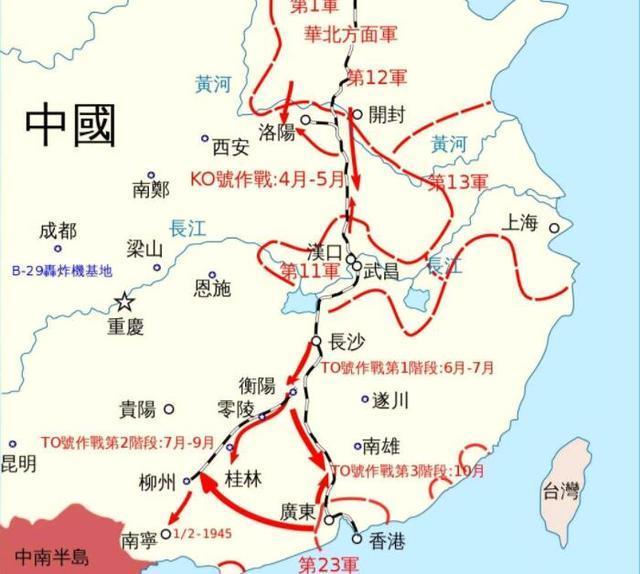 第1軍
華北方面軍
第12軍
黃河
開封
中國
洛陽
西安
黃河
KO號作戰:4月-5月
第13軍
南鄭
上海
成都
長江
梁山
漢口
B-29轟炸機基地
第11軍
武昌
長江
恩施
重慶
長沙
TO號作戰第1階段:6月-7月
衡陽
貴陽
零陵
遂川
TO號作戰第2階段:7月-9月
南雄
昆明
柳州
桂林
TO號作戰第3階段:10月
台灣
廣東
南寧
1/2-1945
香港
中南半島
第23軍